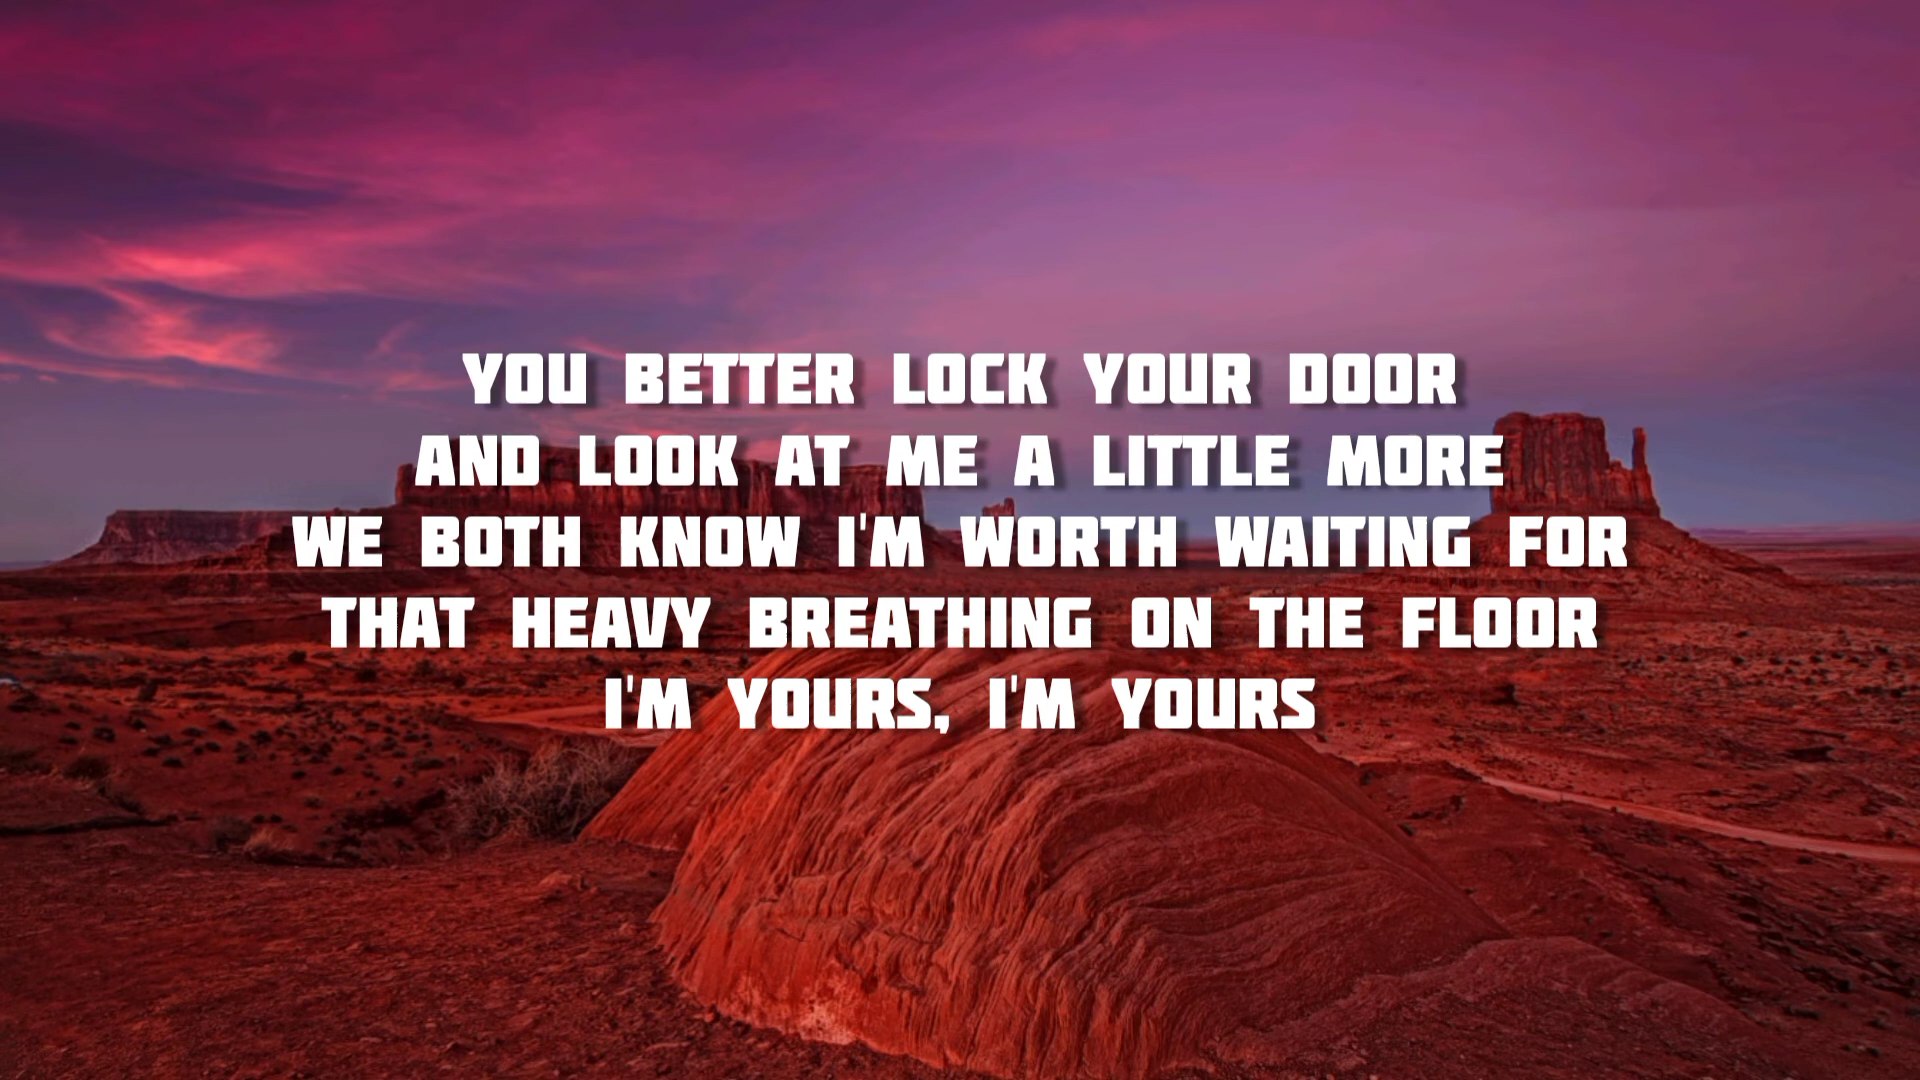 YOU BETTER LOCK YOUR DOOR
AND LOOK AT ME A LITTLE MORE
WE BOTH KNOW I'M WORTH WAITING FOR
THAT HEAVY BREATHING ON THE FLOOR
I'M YOURS, I'M YOURS